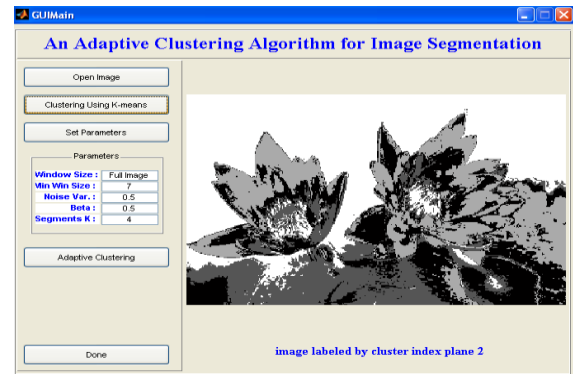 GUIMain
An Adaptive Clustering Algorithm for Image Segmentation
Open Image
Clustering Using K-means
Set Parameters
Parameters
Window Size : Full Image
Min Win Size : 7
Noise Var. : 0.5
Beta : 0.5
Segments K : 4
Adaptive Clustering
Done
image labeled by cluster index plane 2